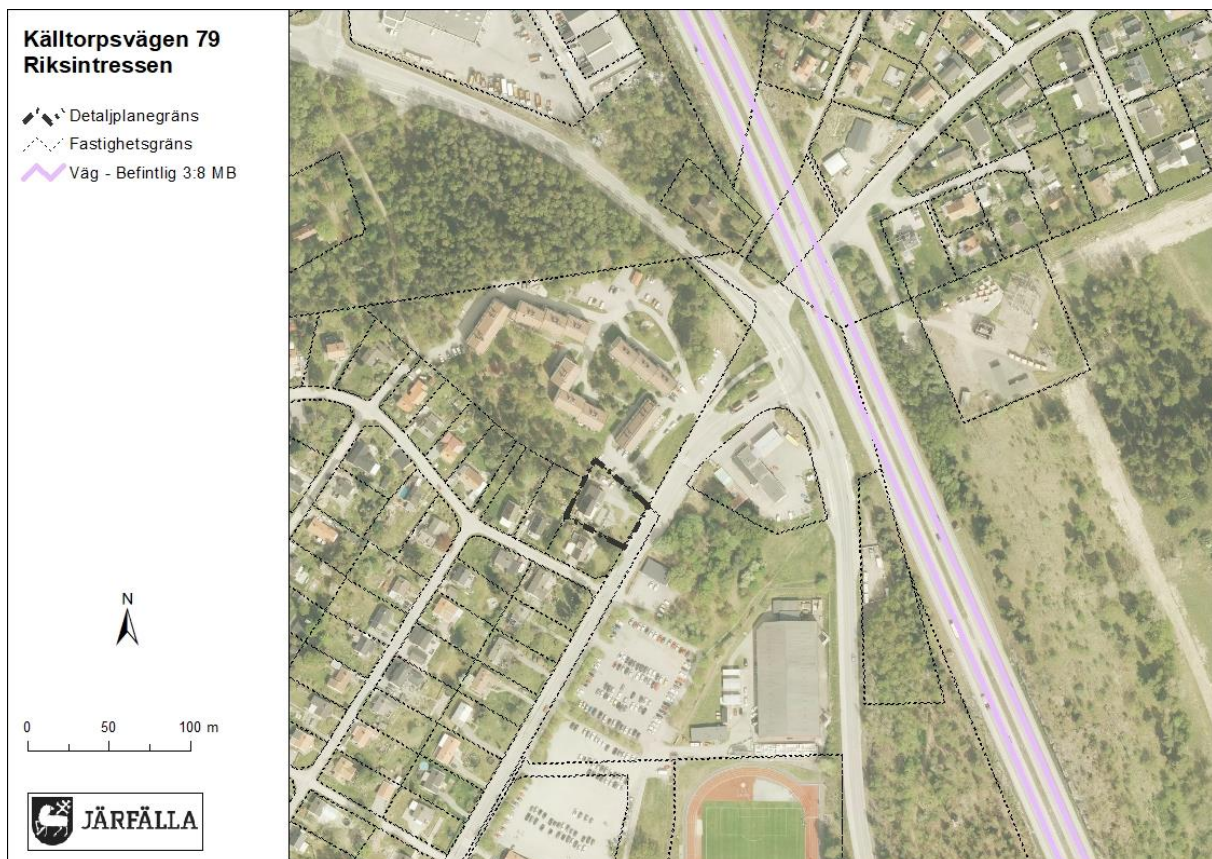 Källtorpsvägen 79
Riksintressen
Detaljplanegräns
Fastighetsgräns
Väg - Befintlig 3:8 MB
N
0 50 100 m
JÄRFÄLLA